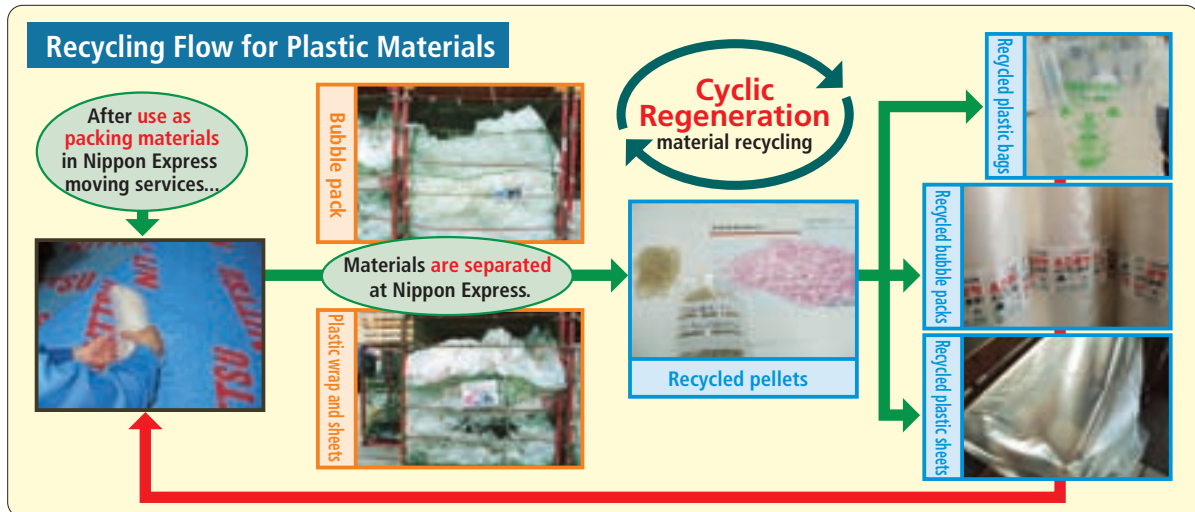 Recycling Flow for Plastic Materials
After use as
packing materials
in Nippon Express
moving services...
Bubble pack
Materials are separated
at Nippon Express.
Plastic wrap and sheets
Cyclic
Regeneration
material recycling
Recycled pellets
Recycled plastic bags
Recycled bubble packs
Recycled plastic sheets